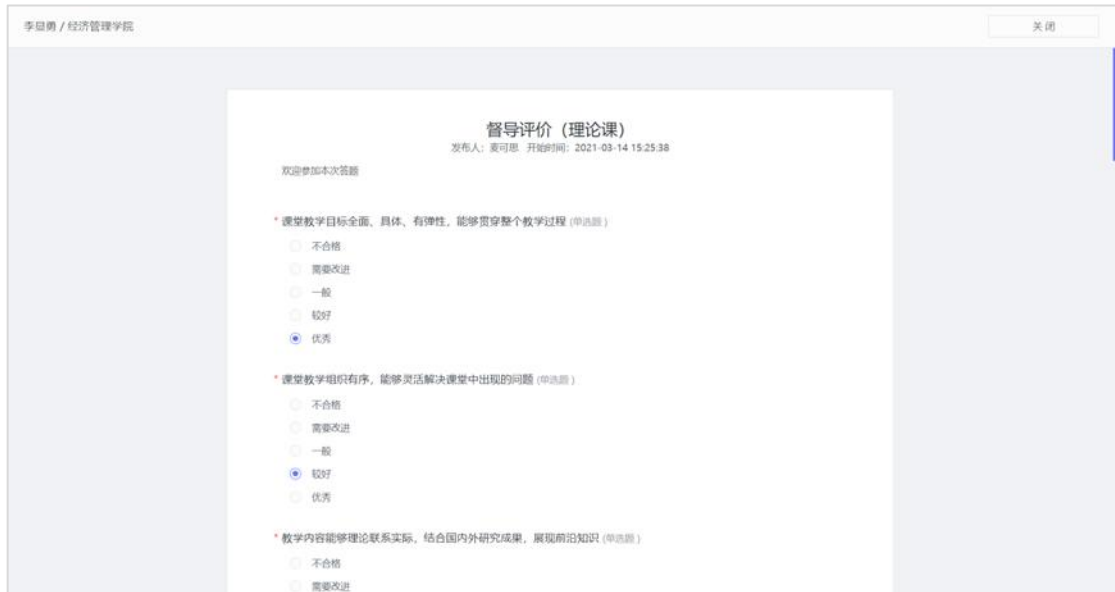 李显勇 / 经济管理学院
关 闭
督导评价（理论课）
发布人：麦可思 开始时间：2021-03-14 15:25:38
欢迎参加本次答题
* 课堂教学目标全面、具体、有弹性，能够贯穿整个教学过程 (单选题 )
不合格
需要改进
一般
较好
优秀
* 课堂教学组织有序，能够灵活解决课堂中出现的问题 (单选题 )
不合格
需要改进
一般
较好
优秀
* 教学内容能够理论联系实际，结合国内外研究成果，展现前沿知识 (单选题 )
不合格
需要改进